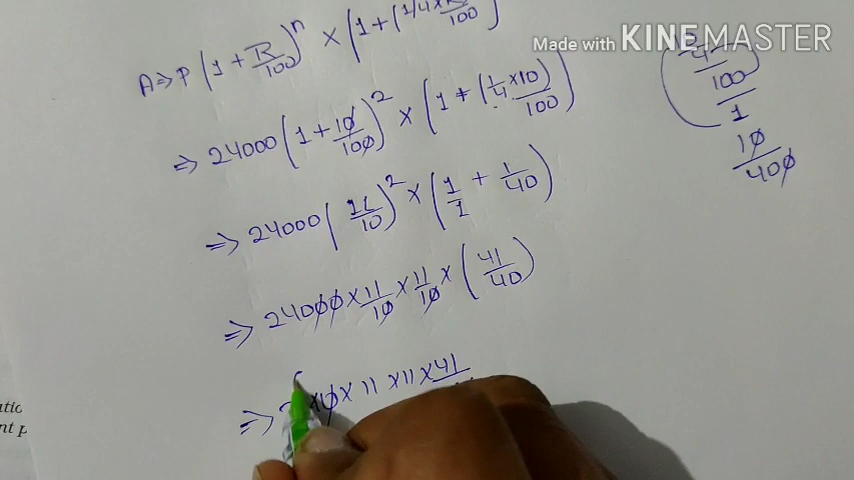 A => P (1 + R/100)^n × (1 + (1/4 × R/100)
=> 24000 (1 + 10/100)^2 × (1 + (1/4 × 10)/100)
=> 24000 (11/10)^2 × (1/1 + 1/40)
=> 24000 × 11/10 × 11/10 × (41/40)
=> × 10 × 11 × 11 × 41
Made with KINEMASTER
100
1
10/400
nt p